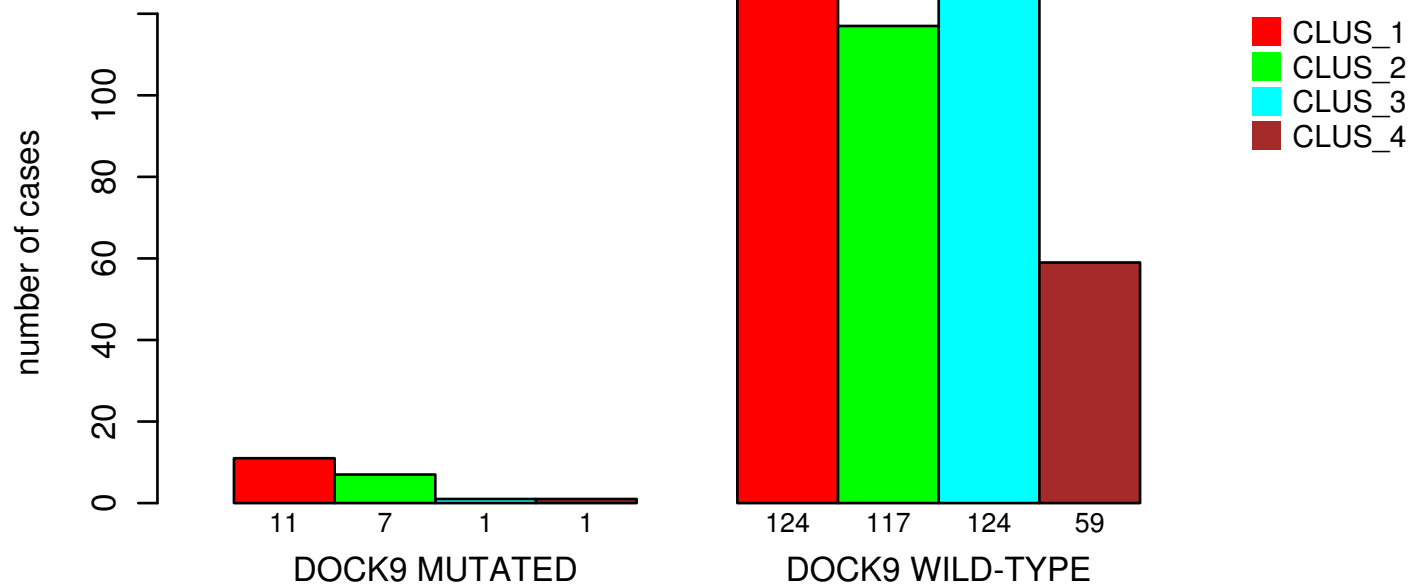 number of cases
0 20 40 60 80 100
11 7 1 1
124 117 124 59
DOCK9 MUTATED
DOCK9 WILD-TYPE
CLUS_1
CLUS_2
CLUS_3
CLUS_4